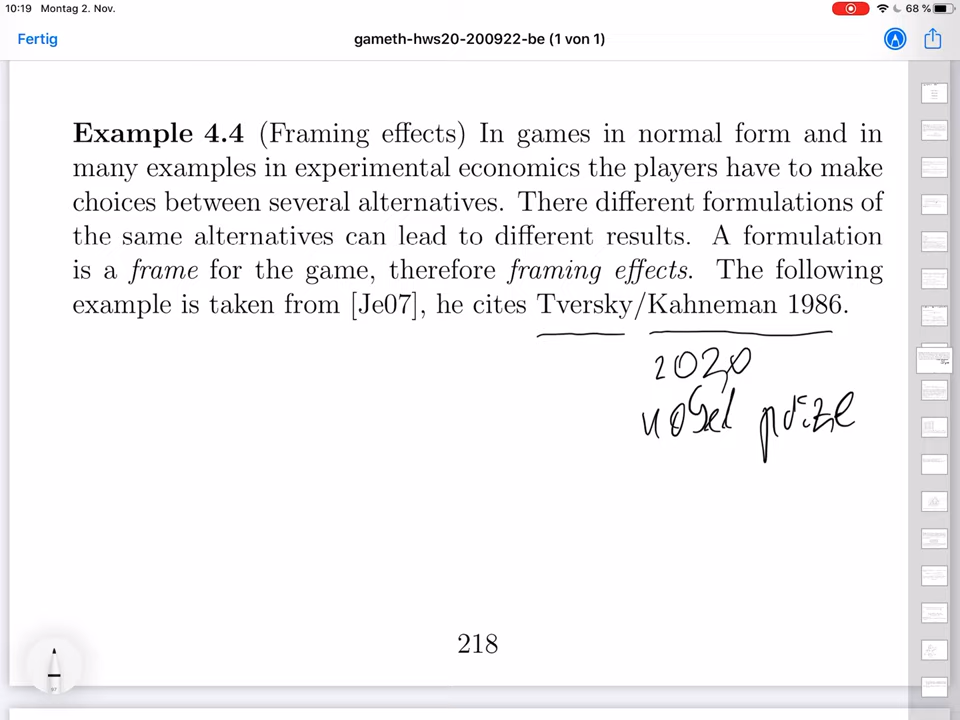 10:19 Montag 2. Nov. 68 %
Fertig gameth-hws20-200922-be (1 von 1)
Example 4.4 (Framing effects) In games in normal form and in
many examples in experimental economics the players have to make
choices between several alternatives. There different formulations of
the same alternatives can lead to different results. A formulation
is a frame for the game, therefore framing effects. The following
example is taken from [Je07], he cites Tversky/Kahneman 1986.
2020
nobel prize
218